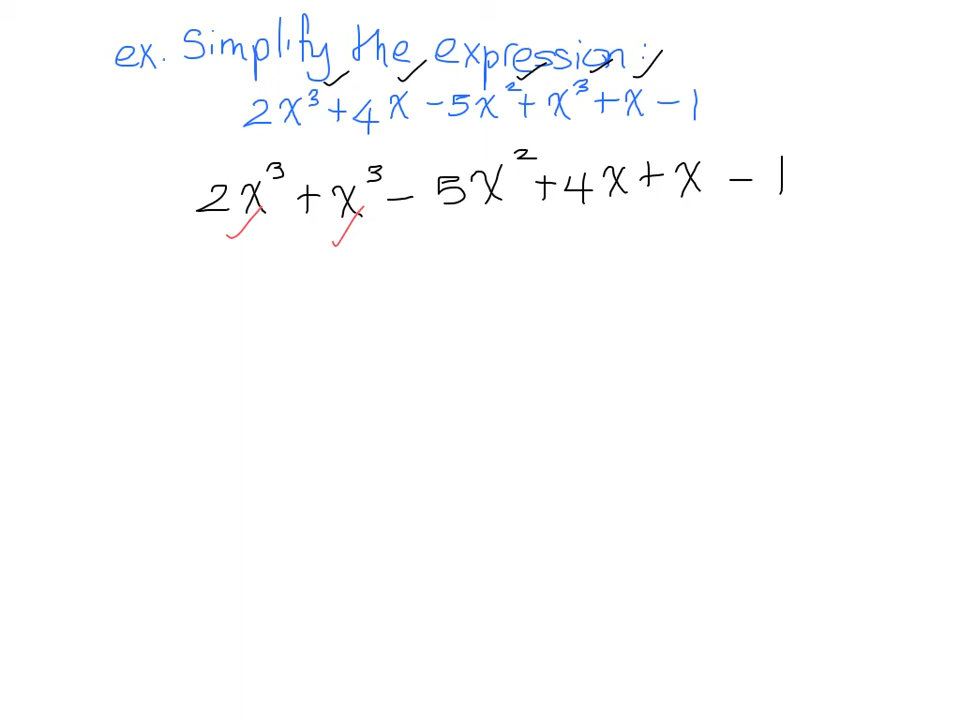 ex. Simplify the expression:
2x³ + 4x - 5x² + x³ + x - 1
2x³ + x³ - 5x² + 4x + x - 1